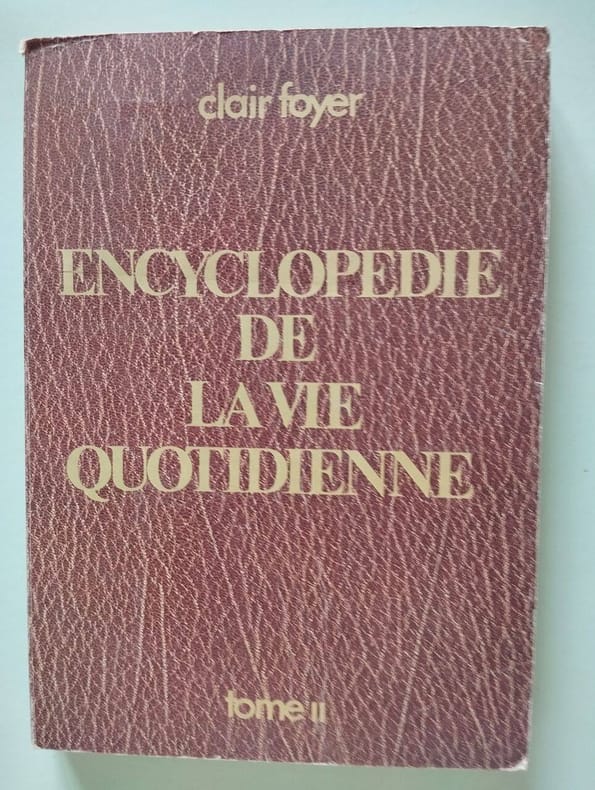 clair foyer
ENCYCLOPEDIE
DE
LA VIE
QUOTIDIENNE
tome II